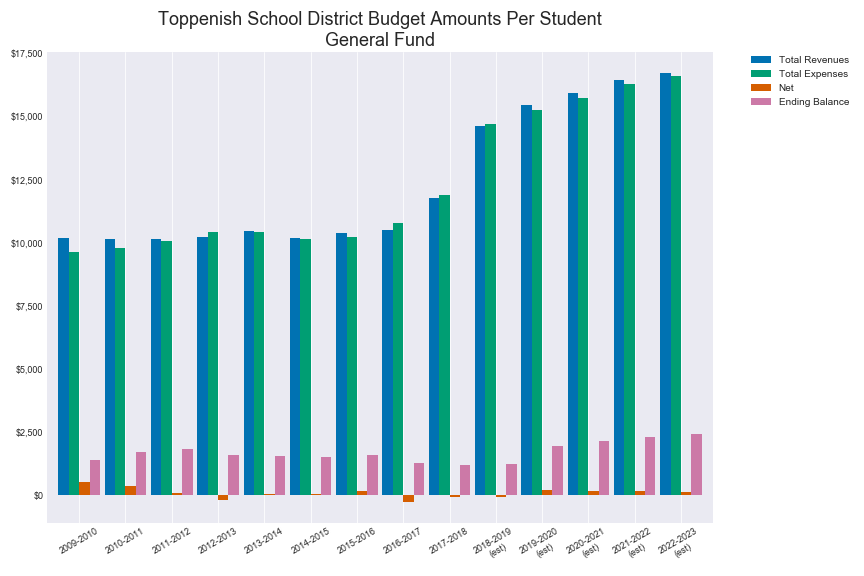 Toppenish School District Budget Amounts Per Student
General Fund
$17,500
$15,000
$12,500
$10,000
$7,500
$5,000
$2,500
$0
2009-2010
2010-2011
2011-2012
2012-2013
2013-2014
2014-2015
2015-2016
2016-2017
2017-2018
2018-2019
(est)
2019-2020
(est)
2020-2021
(est)
2021-2022
(est)
2022-2023
(est)
Total Revenues
Total Expenses
Net
Ending Balance